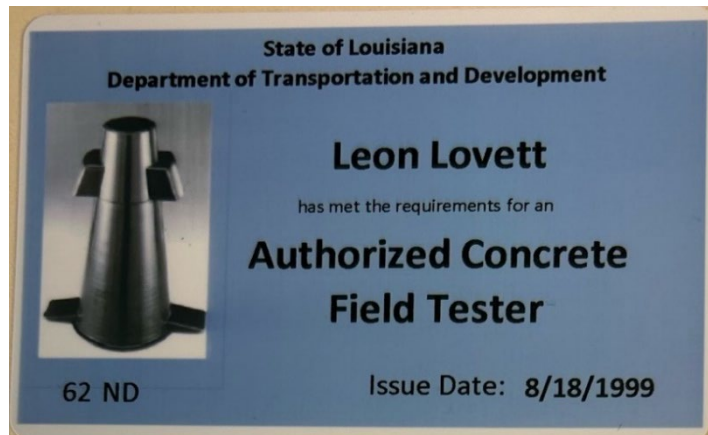 State of Louisiana
Department of Transportation and Development
Leon Lovett
has met the requirements for an
Authorized Concrete
Field Tester
62 ND
Issue Date: 8/18/1999